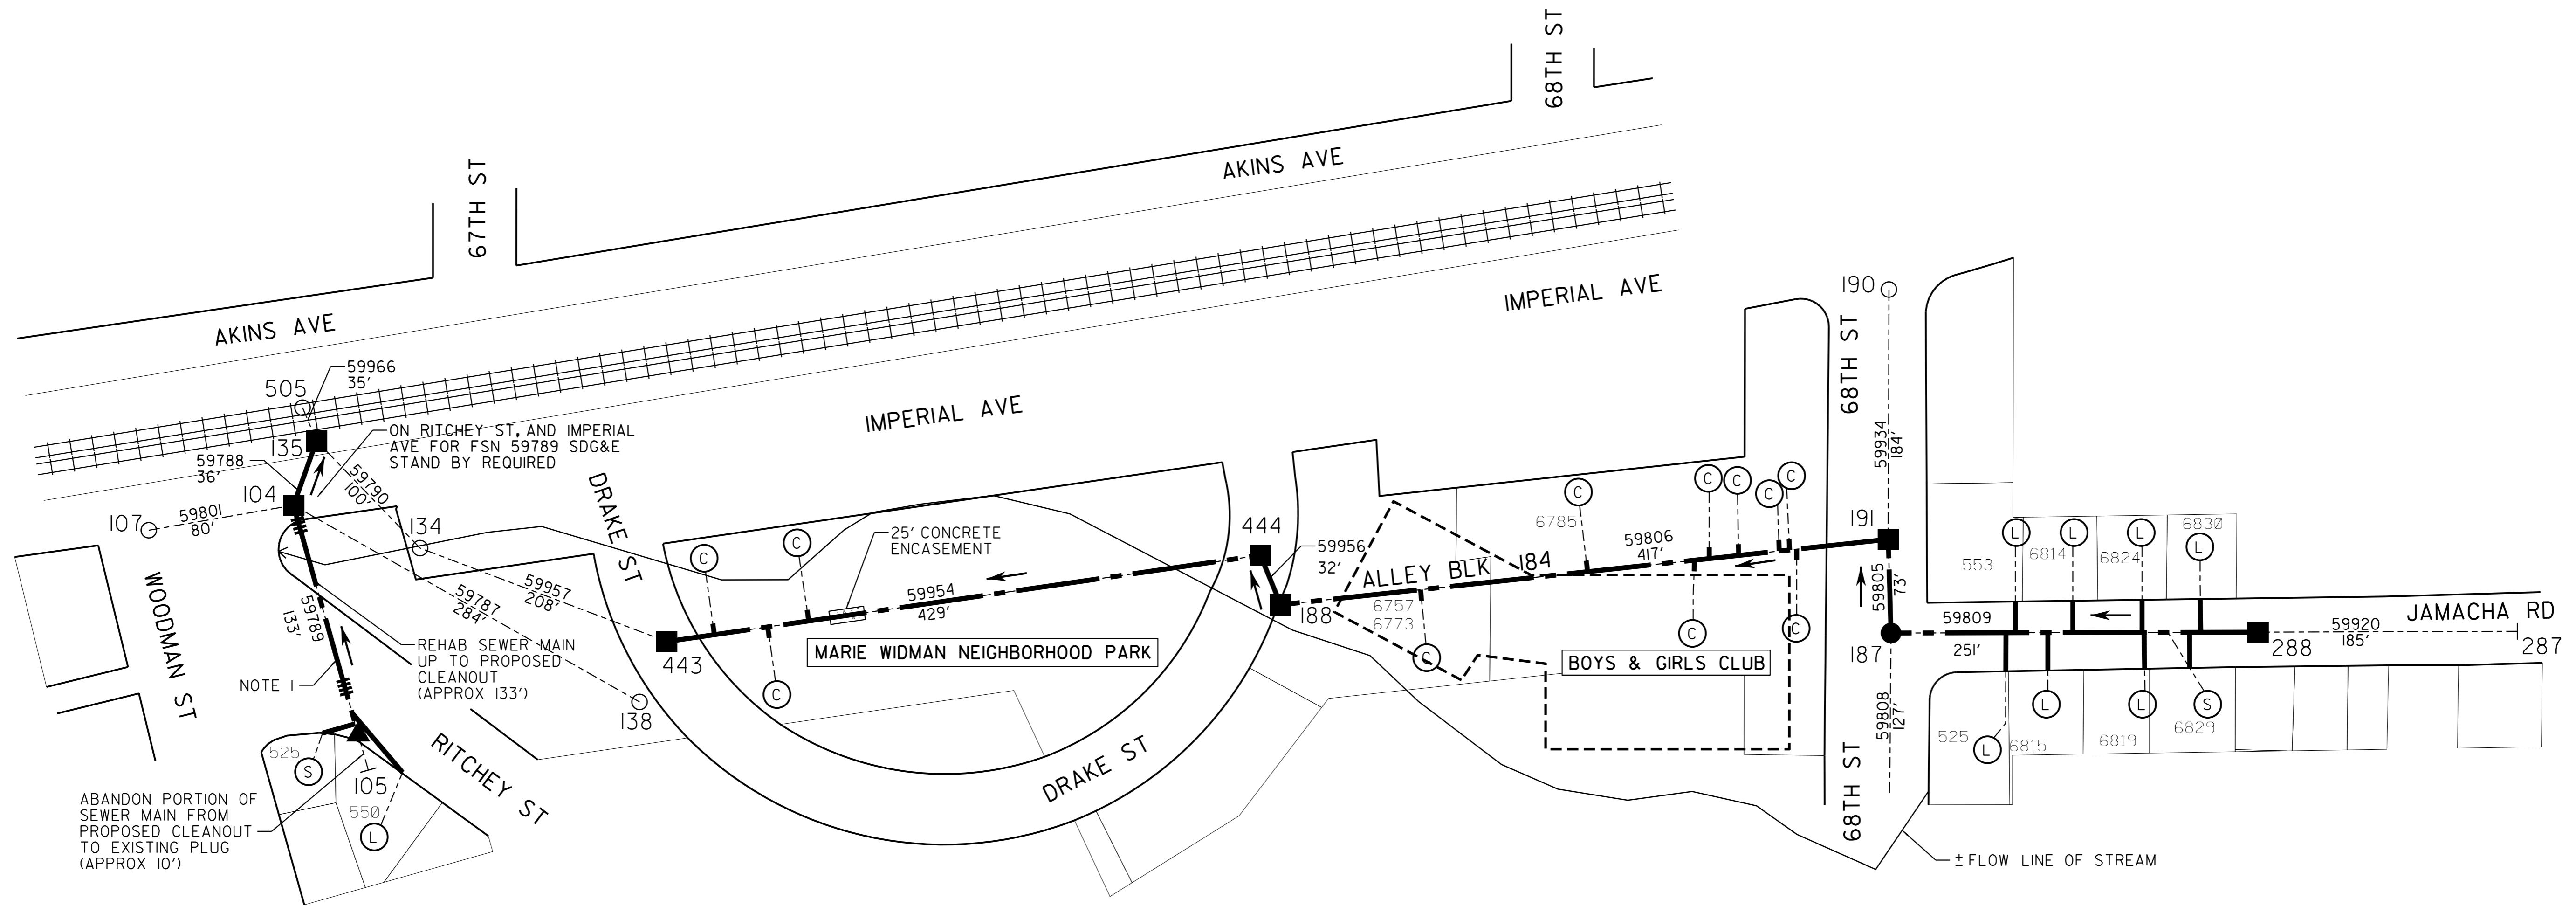 68TH ST
67TH ST
AKINS AVE
AKINS AVE
IMPERIAL AVE
IMPERIAL AVE
190
68TH ST
59934
184'
59966
35'
505
135
ON RITCHEY ST, AND IMPERIAL
AVE FOR FSN 59789 SDG&E
STAND BY REQUIRED
59788
36'
59790
100'
104
107
59801
80'
134
DRAKE ST
25' CONCRETE
ENCASEMENT
444
59956
32'
C
C
C
C
C
C
C
6785
59806
417'
191
ALLEY BLK 184
6757
6773
188
C
C
C
59805
73'
553
L
L
L
L
6814
6824
6830
59809
251'
187
JAMACHA RD
59920
185'
288
287
WOODMAN ST
59789
133'
59787
284'
59957
208'
59954
429'
443
C
MARIE WIDMAN NEIGHBORHOOD PARK
BOYS & GIRLS CLUB
REHAB SEWER MAIN
UP TO PROPOSED
CLEANOUT
(APPROX 133')
NOTE 1
138
59808
127'
525
L
L
L
S
6815
6819
6829
525
S
105
550
L
RITCHEY ST
DRAKE ST
68TH ST
ABANDON PORTION OF
SEWER MAIN FROM
PROPOSED CLEANOUT
TO EXISTING PLUG
(APPROX 10')
± FLOW LINE OF STREAM